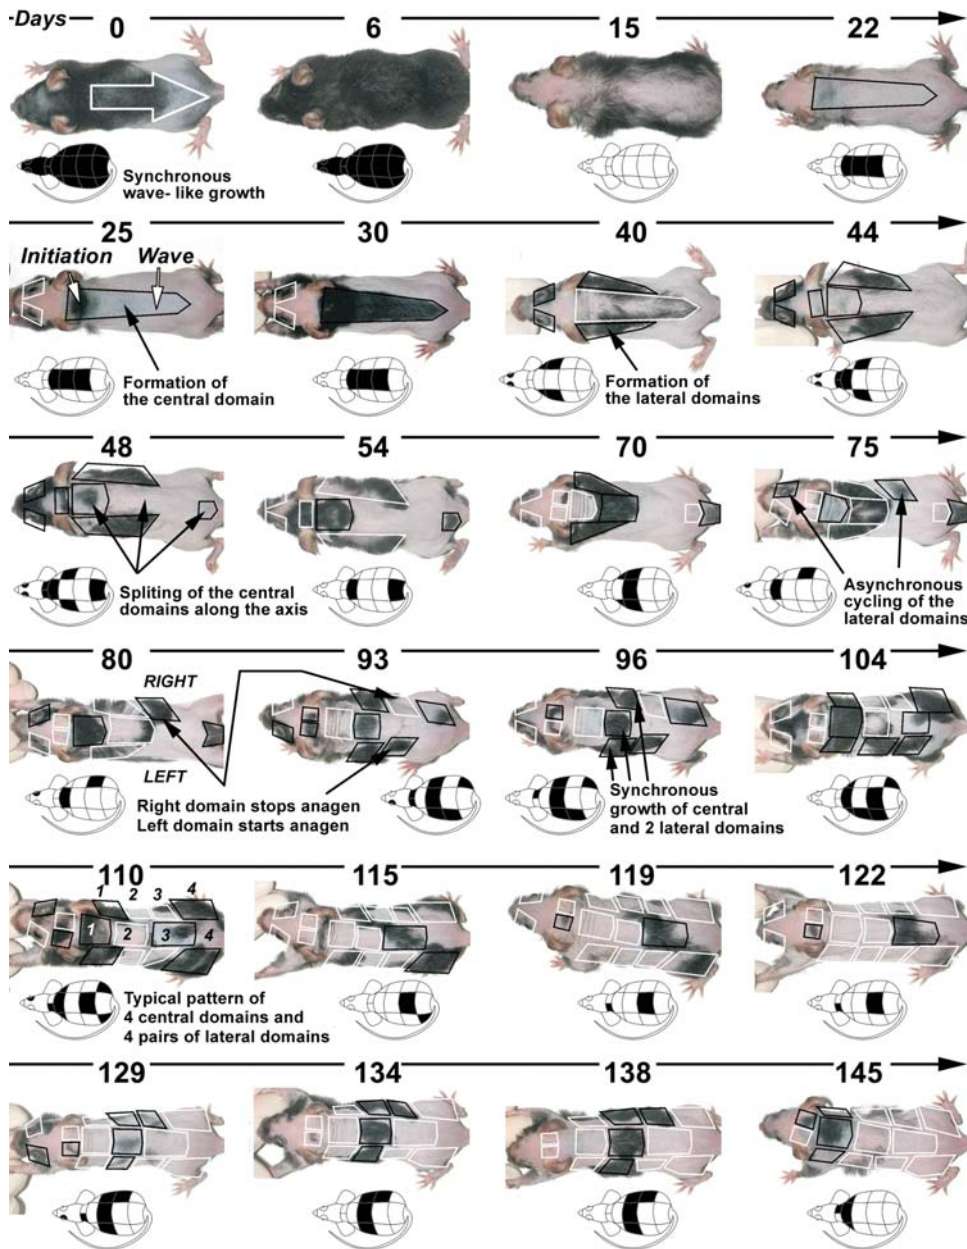 Days
0 6 15 22
Synchronous
wave- like growth
25 30 40 44
Initiation Wave
Formation of
the central domain
Formation of
the lateral domains
48 54 70 75
Spliting of the central
domains along the axis
Asynchronous
cycling of the
lateral domains
80 93 96 104
RIGHT
LEFT
Right domain stops anagen
Left domain starts anagen
Synchronous
growth of central
and 2 lateral domains
110 115 119 122
1 2 3 4
1 2 3 4
Typical pattern of
4 central domains and
4 pairs of lateral domains
129 134 138 145